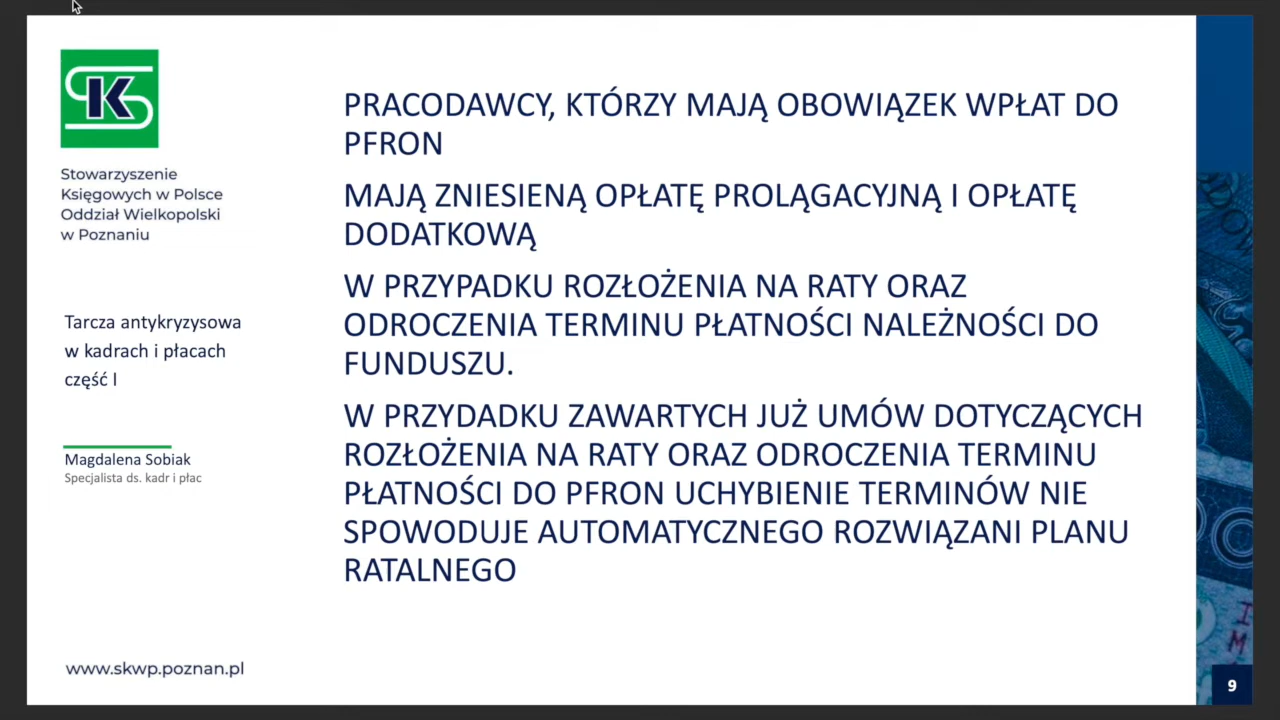 SKS
Stowarzyszenie
Księgowych w Polsce
Oddział Wielkopolski
w Poznaniu
Tarcza antykryzysowa
w kadrach i płacach
część I
Magdalena Sobiak
Specjalista ds. kadr i płac
www.skwp.poznan.pl
PRACODAWCY, KTÓRZY MAJĄ OBOWIĄZEK WPŁAT DO
PFRON
MAJĄ ZNIESIENĄ OPŁATĘ PROLĄGACYJNĄ I OPŁATĘ
DODATKOWĄ
W PRZYPADKU ROZŁOŻENIA NA RATY ORAZ
ODROCZENIA TERMINU PŁATNOŚCI NALEŻNOŚCI DO
FUNDUSZU.
W PRZYDADKU ZAWARTYCH JUŻ UMÓW DOTYCZĄCYCH
ROZŁOŻENIA NA RATY ORAZ ODROCZENIA TERMINU
PŁATNOŚCI DO PFRON UCHYBIENIE TERMINÓW NIE
SPOWODUJE AUTOMATYCZNEGO ROZWIĄZANI PLANU
RATALNEGO
9